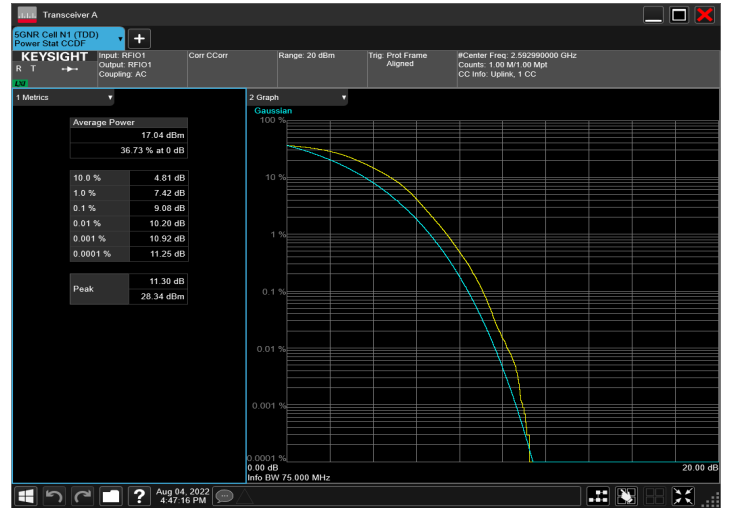 Transceiver A
5GNR Cell N1 (TDD)
Power Stat CCDF
KEYSIGHT
R T
LXI
Input: RFIO1
Output: RFIO1
Coupling: AC
Corr CCorr
Range: 20 dBm
Trig: Prot Frame
Aligned
#Center Freq: 2.592990000 GHz
Counts: 1.00 M/1.00 Mpt
CC Info: Uplink, 1 CC
1 Metrics
Average Power
17.04 dBm
36.73 % at 0 dB
10.0 % 4.81 dB
1.0 % 7.42 dB
0.1 % 9.08 dB
0.01 % 10.20 dB
0.001 % 10.92 dB
0.0001 % 11.25 dB
Peak
11.30 dB
28.34 dBm
2 Graph
Gaussian
100 %
10 %
1 %
0.1 %
0.01 %
0.001 %
0.0001 %
0.00 dB
20.00 dB
Info BW 75.000 MHz
?
Aug 04, 2022
4:47:16 PM